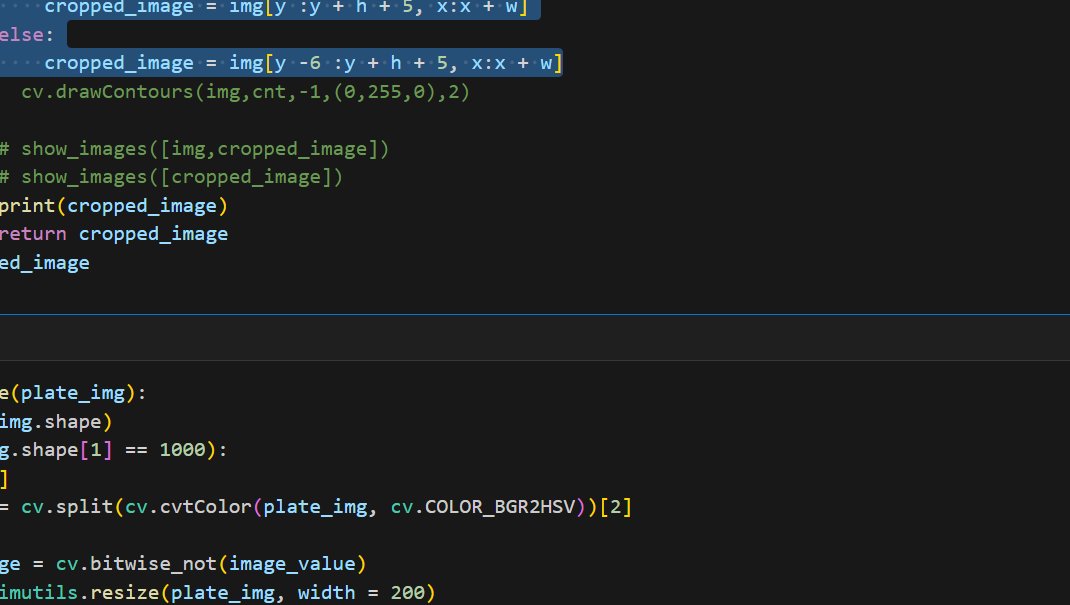 cropped_image = img[y :y + h + 5, x:x + w]
else:
cropped_image = img[y -6 :y + h + 5, x:x + w]
cv.drawContours(img,cnt,-1,(0,255,0),2)
# show_images([img,cropped_image])
# show_images([cropped_image])
print(cropped_image)
return cropped_image
ed_image
e(plate_img):
img.shape)
g.shape[1] == 1000):
]
= cv.split(cv.cvtColor(plate_img, cv.COLOR_BGR2HSV))[2]
ge = cv.bitwise_not(image_value)
imutils.resize(plate_img, width = 200)